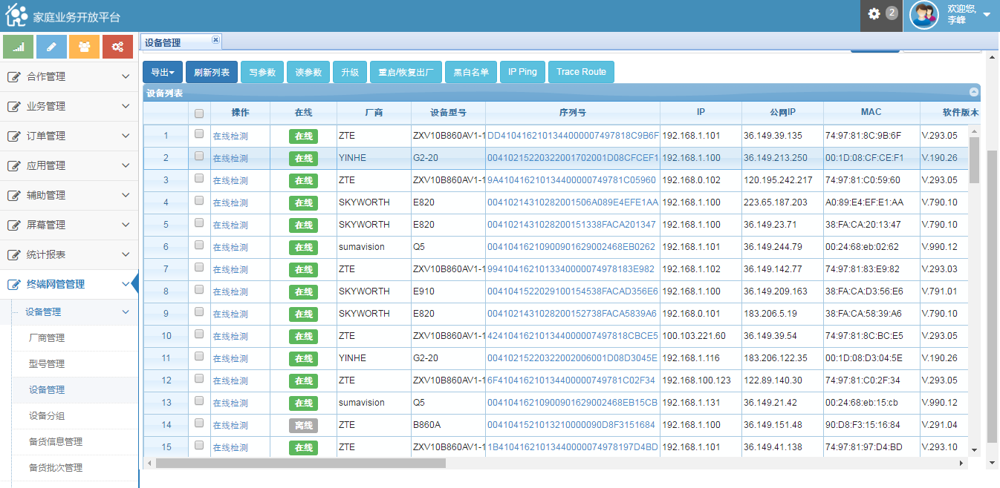 家庭业务开放平台
2
欢迎您,
李峰
合作管理
业务管理
订单管理
应用管理
辅助管理
屏幕管理
统计报表
终端网管管理
设备管理
厂商管理
型号管理
设备管理
设备分组
备货信息管理
备货批次管理
设备管理
导出 刷新列表 写参数 读参数 升级 重启/恢复出厂 黑白名单 IP Ping Trace Route
设备列表
操作 在线 厂商 设备型号 序列号 IP 公网IP MAC 软件版本
1 在线检测 在线 ZTE ZXV10B860AV1-1 DD41041621013440000074978​18C9B6F 192.168.1.101 36.149.39.135 74:97:81:8C:9B:6F V.293.05
2 在线检测 在线 YINHE G2-20 00410215220322001702001D08CFCEF1 192.168.1.100 36.149.213.250 00:1D:08:CF:CE:F1 V.190.26
3 在线检测 在线 ZTE ZXV10B860AV1-1 9A410416210134400000749781C05960 192.168.0.102 120.195.242.217 74:97:81:C0:59:60 V.293.05
4 在线检测 在线 SKYWORTH E820 00410214310282001506A089E4EFE1AA 192.168.1.100 223.65.187.203 A0:89:E4:EF:E1:AA V.790.10
5 在线检测 在线 SKYWORTH E820 004102143102820015133​8FACA201347 192.168.1.100 36.149.23.71 38:FA:CA:20:13:47 V.790.10
6 在线检测 在线 sumavision Q5 004104162109009016290​02468EB0262 192.168.1.101 36.149.244.79 00:24:68:eb:02:62 V.990.12
7 在线检测 在线 ZTE ZXV10B860AV1-1 99410416210133400000074978183E982 192.168.1.102 36.149.142.77 74:97:81:83:E9:82 V.293.03
8 在线检测 在线 SKYWORTH E910 00410415220291001545​38FACAD356E6 192.168.1.100 36.149.209.163 38:FA:CA:D3:56:E6 V.791.01
9 在线检测 在线 SKYWORTH E820 00410214310282001527​38FACA5839A6 192.168.0.101 183.206.5.19 38:FA:CA:58:39:A6 V.790.10
10 在线检测 在线 ZTE ZXV10B860AV1-1 424104162101344000007497818CBCE5 100.103.221.60 36.149.39.54 74:97:81:8C:BC:E5 V.293.05
11 在线检测 在线 YINHE G2-20 00410215220322002006001D08D3045E 192.168.1.116 183.206.122.35 00:1D:08:D3:04:5E V.190.26
12 在线检测 在线 ZTE ZXV10B860AV1-1 6F410416210134400000749781C02F34 192.168.100.123 122.89.140.30 74:97:81:C0:2F:34 V.293.05
13 在线检测 在线 sumavision Q5 00410416210900901629002468EB15CB 192.168.1.131 36.149.21.42 00:24:68:eb:15:cb V.990.12
14 在线检测 离线 ZTE B860A 00410415210132100000​90D8F3151684 192.168.1.100 36.149.151.48 90:D8:F3:15:16:84 V.291.04
15 在线检测 在线 ZTE ZXV10B860AV1-1 1B4104162101344000007497​8197D4BD 192.168.1.101 36.149.41.138 74:97:81:97:D4:BD V.293.10